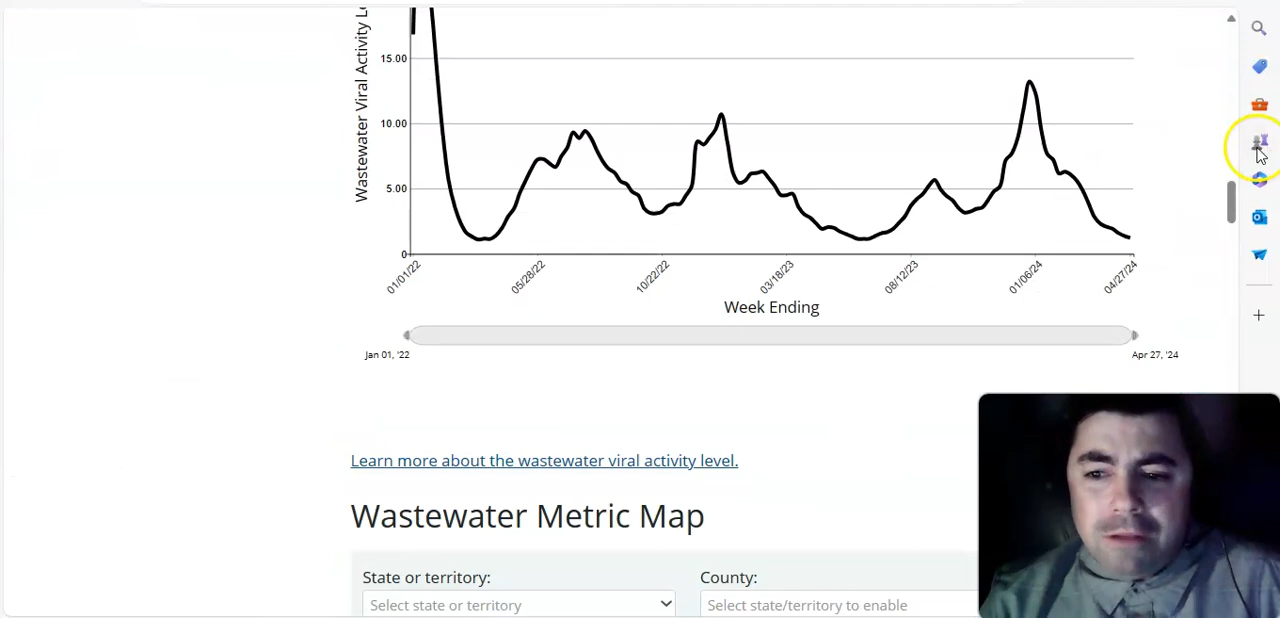 Wastewater Viral Activity
15.00
10.00
5.00
0
01/01/22
05/28/22
10/22/22
03/18/23
08/12/23
01/06/24
04/27/24
Week Ending
Jan 01, '22
Apr 27, '24
Learn more about the wastewater viral activity level.
Wastewater Metric Map
State or territory:
County:
Select state or territory
Select state/territory to enable